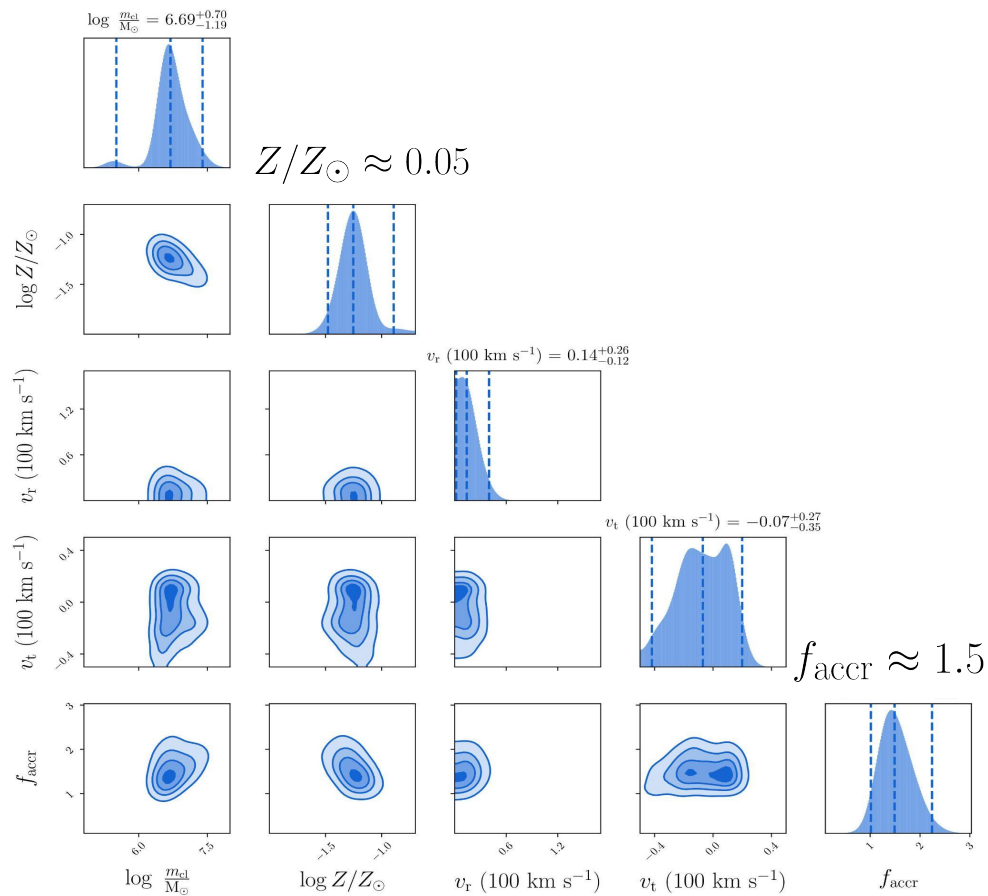 log m_cl/M_⊙ = 6.69^{+0.70}_{−1.19}
Z/Z_⊙ ≈ 0.05
log Z/Z_⊙
−1.0
−1.5
v_r (100 km s^{−1}) = 0.14^{+0.26}_{−0.12}
v_r (100 km s^{−1})
1.2
0.6
v_t (100 km s^{−1}) = −0.07^{+0.27}_{−0.35}
v_t (100 km s^{−1})
0.4
0.0
−0.4
f_accr ≈ 1.5
f_accr
3
2
1
6.0 7.5 −1.5 −1.0 0.6 1.2 −0.4 0.0 0.4 1 2 3
log m_cl/M_⊙ log Z/Z_⊙ v_r (100 km s^{−1}) v_t (100 km s^{−1}) f_accr